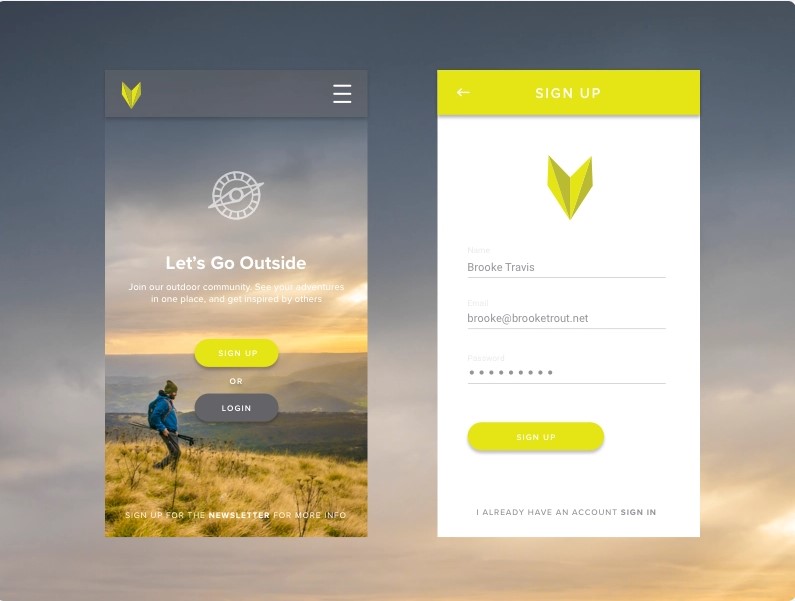 Let's Go Outside
Join our outdoor community. See your adventures
in one place, and get inspired by others
SIGN UP
OR
LOGIN
SIGN UP FOR THE NEWSLETTER FOR MORE INFO
SIGN UP
Name
Brooke Travis
Email
brooke@brooketrout.net
Password
SIGN UP
I ALREADY HAVE AN ACCOUNT SIGN IN